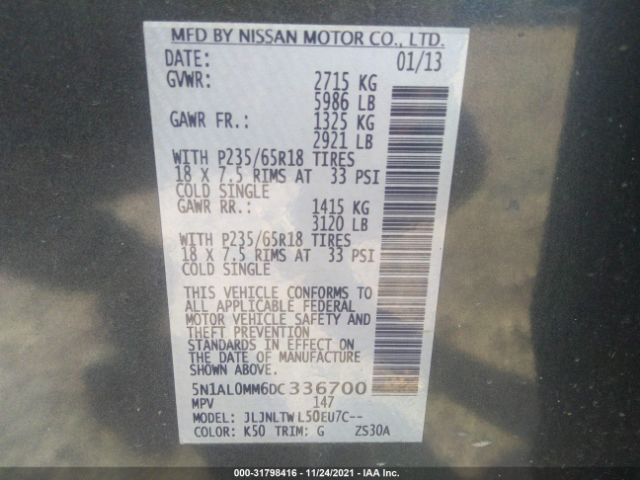 MFD BY NISSAN MOTOR CO., LTD.
DATE: 01/13
GVWR: 2715 KG
5986 LB
GAWR FR.: 1325 KG
2921 LB
WITH P235/65R18 TIRES
18 X 7.5 RIMS AT 33 PSI
COLD SINGLE
GAWR RR.: 1415 KG
3120 LB
WITH P235/65R18 TIRES
18 X 7.5 RIMS AT 33 PSI
COLD SINGLE
THIS VEHICLE CONFORMS TO
ALL APPLICABLE FEDERAL
MOTOR VEHICLE SAFETY AND
THEFT PREVENTION
STANDARDS IN EFFECT ON
THE DATE OF MANUFACTURE
SHOWN ABOVE.
5N1AL0MM6DC336700
MPV 147
MODEL: JLJNLTWL50EU7C--
COLOR: K50 TRIM: G ZS30A
000-31798416 - 11/24/2021 - IAA Inc.